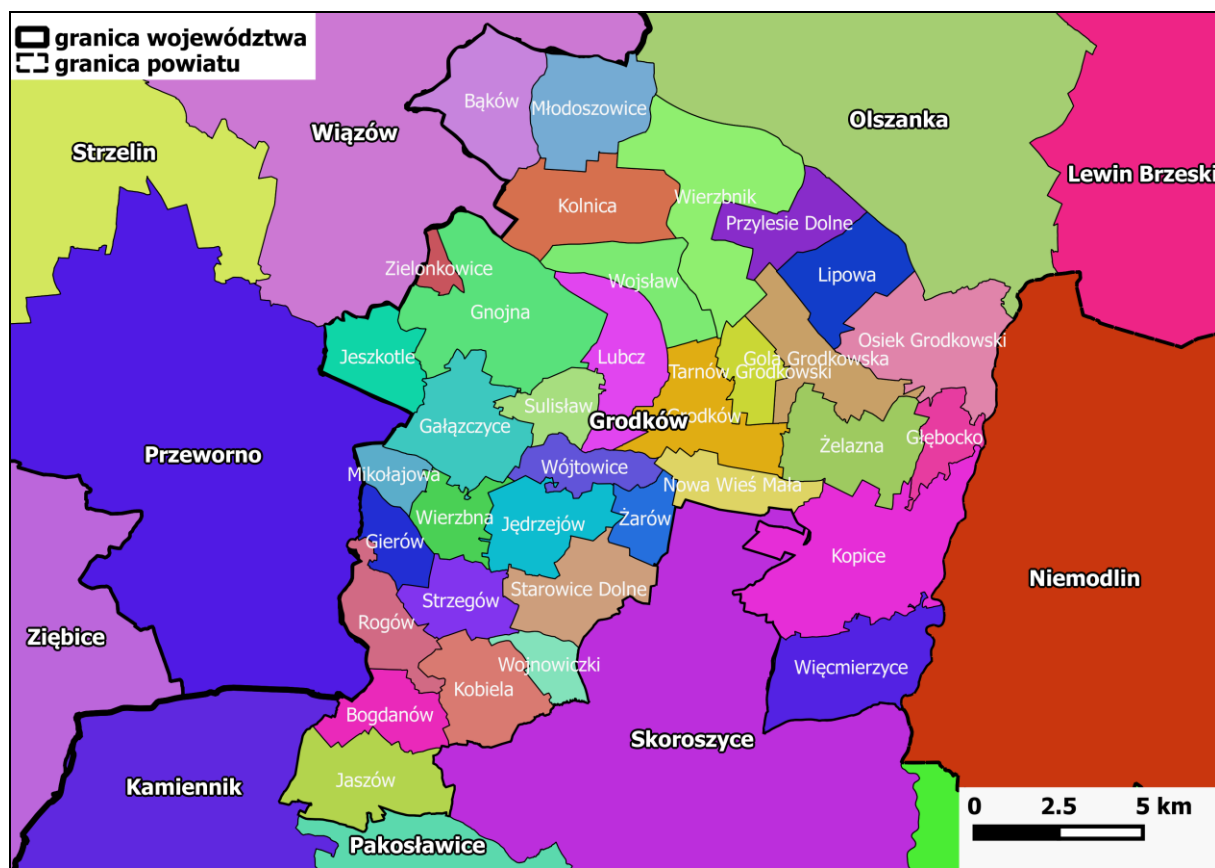 granica województwa
granica powiatu
Bąków
Młodoszowice
Olszanka
Wiązów
Strzelin
Lewin Brzeski
Wierzbnik
Kolnica
Przylesie Dolne
Zielonkowice
Wojsław
Lipowa
Gnojna
Osiek Grodkowski
Jeszkotle
Lubcz
Gola Grodkowska
Tarnów Grodkowski
Sulisław
Grodków
Grodków
Gałązczyce
Żelazna
Głębocko
Przeworno
Mikołajowa
Wójtowice
Nowa Wieś Mała
Wierzbna
Jędrzejów
Żarów
Gierów
Kopice
Niemodlin
Strzegów
Starowice Dolne
Rogów
Ziębice
Wojnowiczki
Więcmierzyce
Kobiela
Bogdanów
Skoroszyce
Kamiennik
Jaszów
Pakosławice
0 2.5 5 km